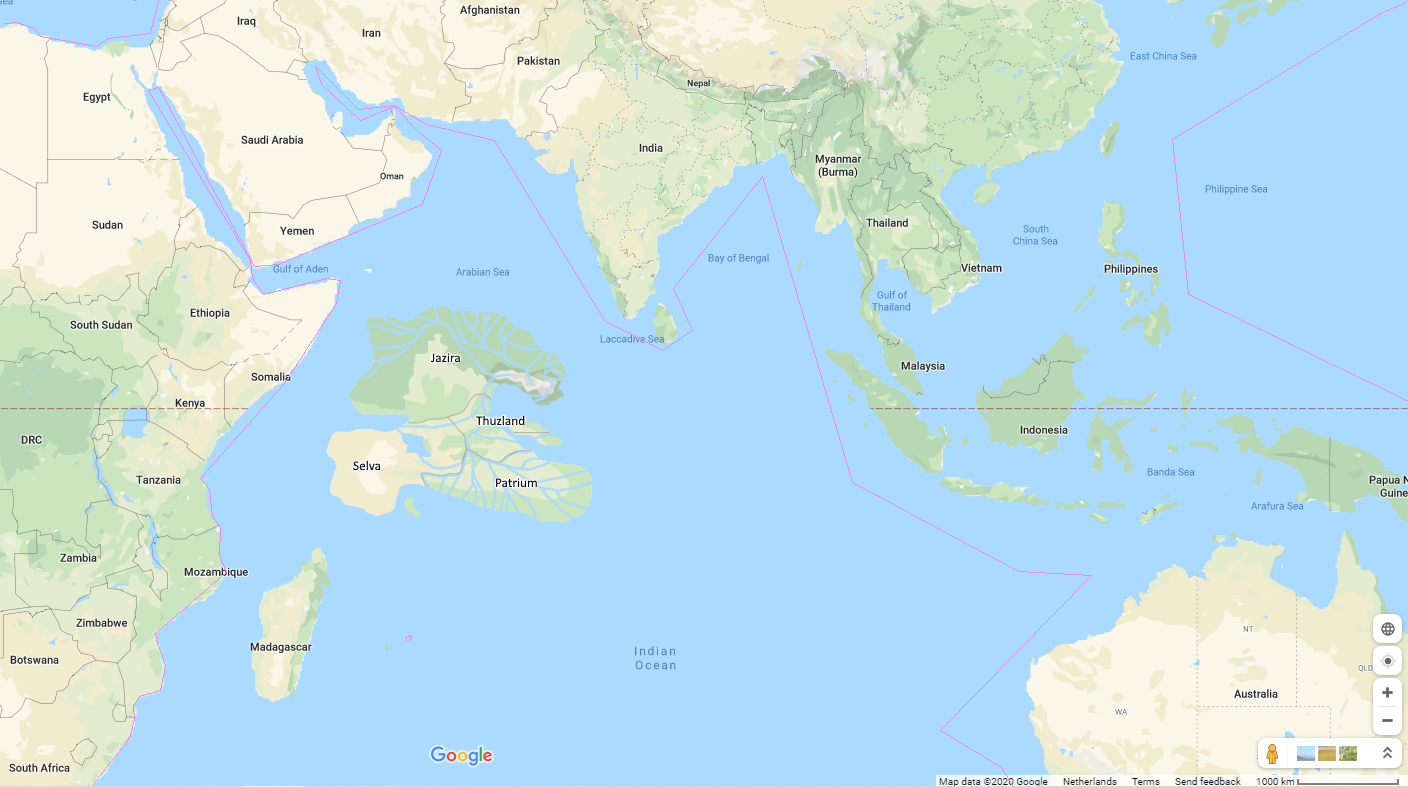 sea
Afghanistan
Iraq
Iran
East China Sea
Pakistan
Nepal
Egypt
Saudi Arabia
India
Myanmar
(Burma)
Oman
Philippine Sea
Sudan
Yemen
Thailand
South
China Sea
Bay of Bengal
Gulf of Aden
Arabian Sea
Vietnam
Philippines
Gulf of
Thailand
Ethiopia
South Sudan
Laccadive Sea
Jazira
Malaysia
Somalia
Kenya
Thuzland
Indonesia
DRC
Selva
Banda Sea
Tanzania
Patrium
Papua N
Guine
Arafura Sea
Zambia
Mozambique
Zimbabwe
NT
Madagascar
Indian
Ocean
Botswana
QLD
Australia
WA
Google
South Africa
Map data ©2020 Google Netherlands Terms Send feedback 1000 km